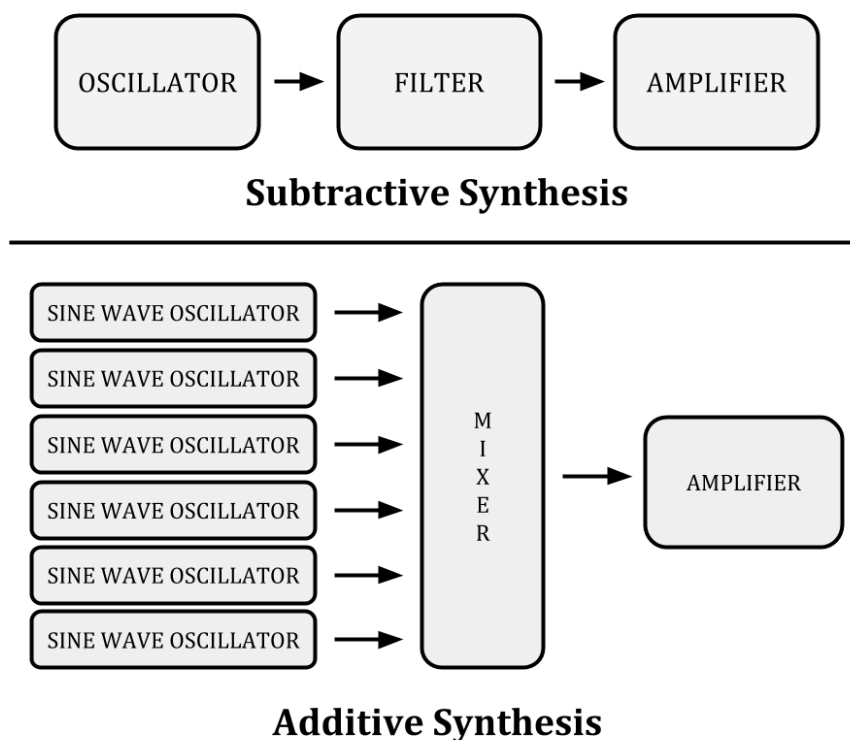 OSCILLATOR
FILTER
AMPLIFIER
Subtractive Synthesis
SINE WAVE OSCILLATOR
SINE WAVE OSCILLATOR
SINE WAVE OSCILLATOR
SINE WAVE OSCILLATOR
SINE WAVE OSCILLATOR
SINE WAVE OSCILLATOR
MIXER
AMPLIFIER
Additive Synthesis